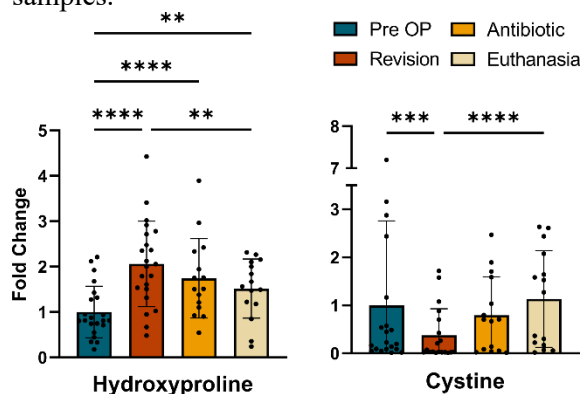 samples.
** 
**** 
**** **
Fold Change
5
4
3
2
1
0
Hydroxyproline
Pre OP Antibiotic
Revision Euthanasia
*** ****
8
7
3
2
1
0
Cystine